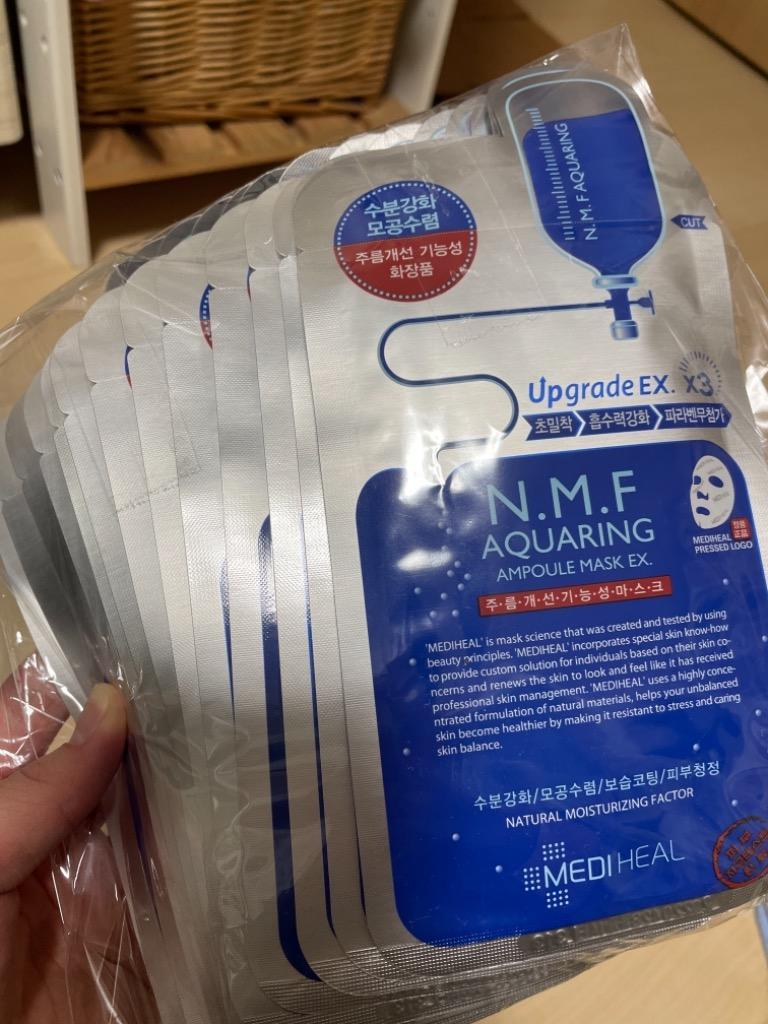 N.M.F AQUARING
CUT
수분강화
모공수렴
주름개선 기능성
화장품
Upgrade EX. X3
초밀착 흡수력강화 파라벤무첨가
N.M.F
AQUARING
AMPOULE MASK EX.
주·름·개·선·기·능·성·마·스·크
MEDIHEAL
PRESSED LOGO
정품
正品
'MEDIHEAL' is mask science that was created and tested by using
beauty principles. 'MEDIHEAL' incorporates special skin know-how
to provide custom solution for individuals based on their skin co-
ncerns and renews the skin to look and feel like it has received
professional skin management. 'MEDIHEAL' uses a highly conce-
ntrated formulation of natural materials, helps your unbalanced
skin become healthier by making it resistant to stress and caring
skin balance.
수분강화/모공수렴/보습코팅/피부청정
NATURAL MOISTURIZING FACTOR
MEDIHEAL